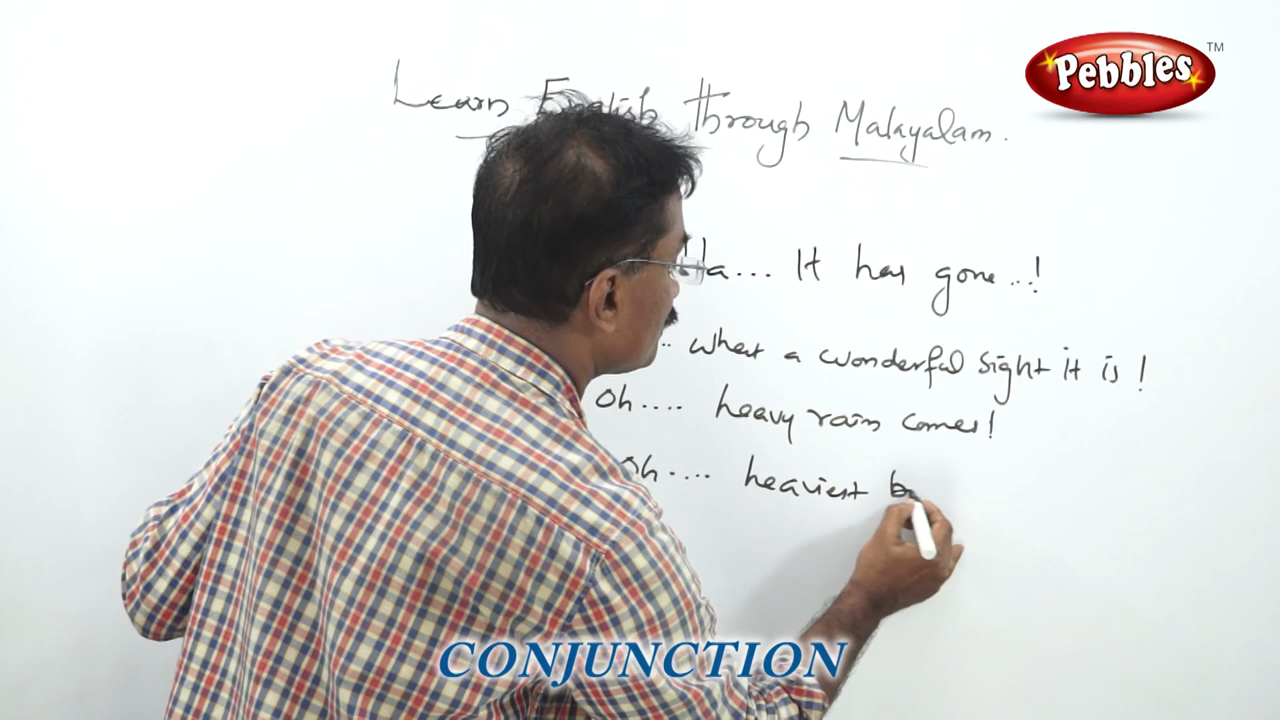 Pebbles TM
Learn English through Malayalam.
Ha... It has gone..!
.. what a wonderful sight it is!
Oh.... heavy rain comes!
Oh.... heaviest
CONJUNCTION